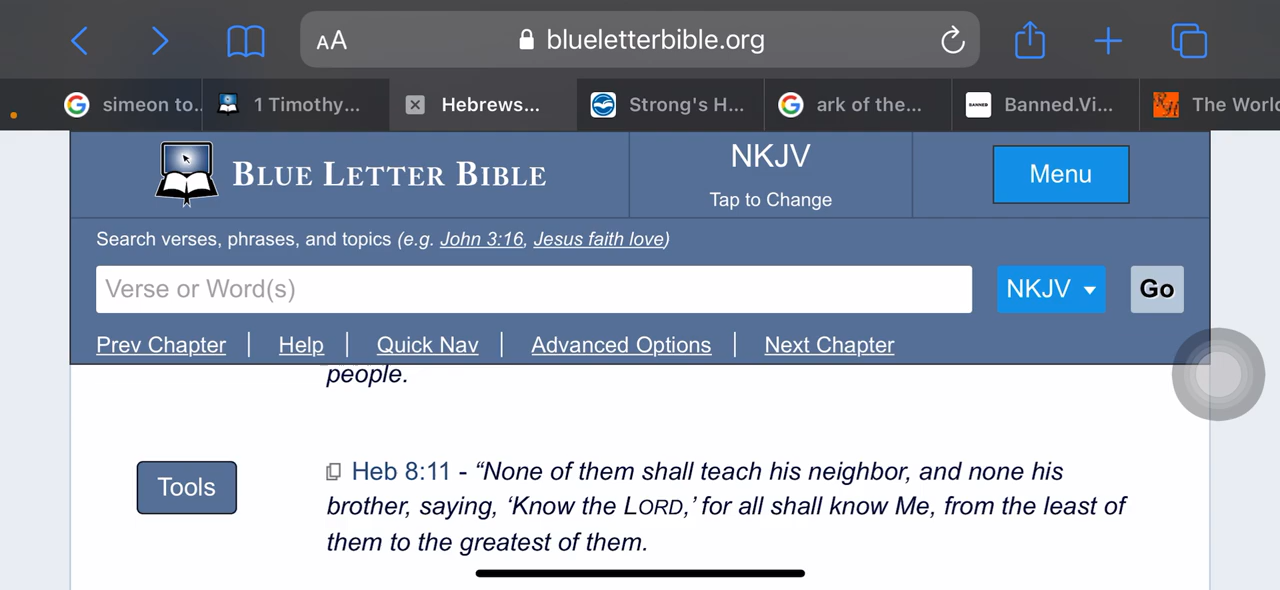 AA blueletterbible.org
simeon to.. 1 Timothy... Hebrews... Strong's H... ark of the... BANNED Banned.Vi... RH The World
BLUE LETTER BIBLE NKJV Menu
Tap to Change
Search verses, phrases, and topics (e.g. John 3:16, Jesus faith love)
Verse or Word(s) NKJV Go
Prev Chapter | Help | Quick Nav | Advanced Options | Next Chapter
people.
Tools Heb 8:11 - “None of them shall teach his neighbor, and none his
brother, saying, ‘Know the LORD,’ for all shall know Me, from the least of
them to the greatest of them.